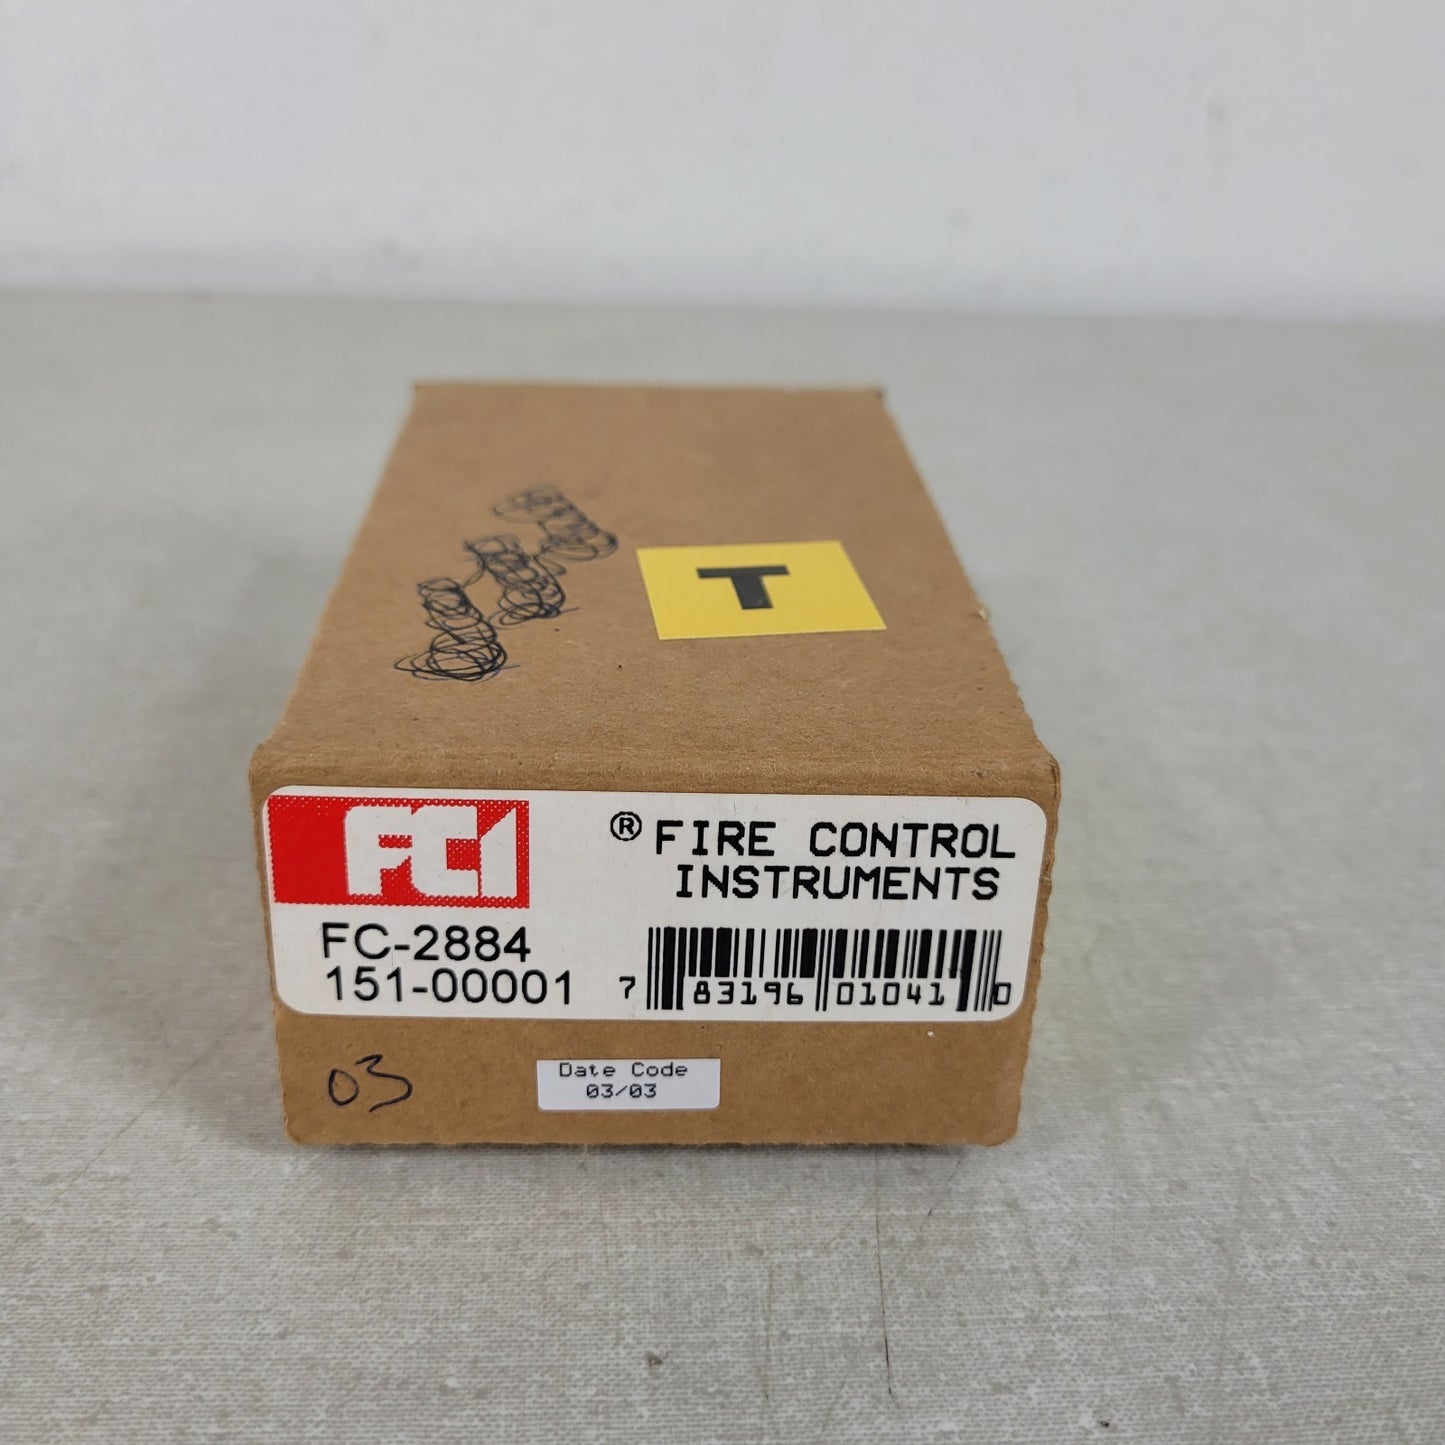 T
FCI
® FIRE CONTROL
INSTRUMENTS
FC-2884
151-00001
7 83196 01041 0
03
Date Code
03/03